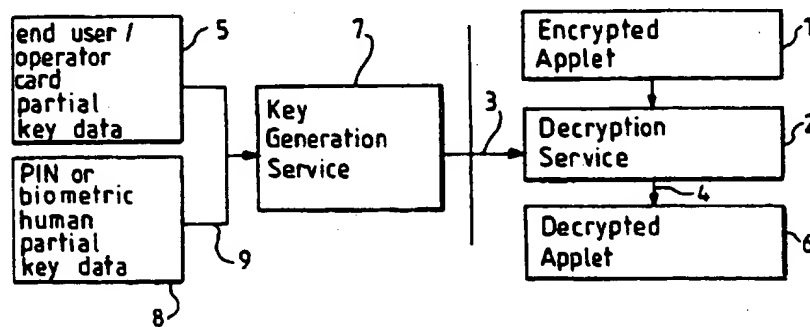 end user /
operator
card
partial
key data
5
PIN or
biometric
human
partial
key data
8
9
7
Key
Generation
Service
3
Encrypted
Applet
1
Decryption
Service
2
4
Decrypted
Applet
6